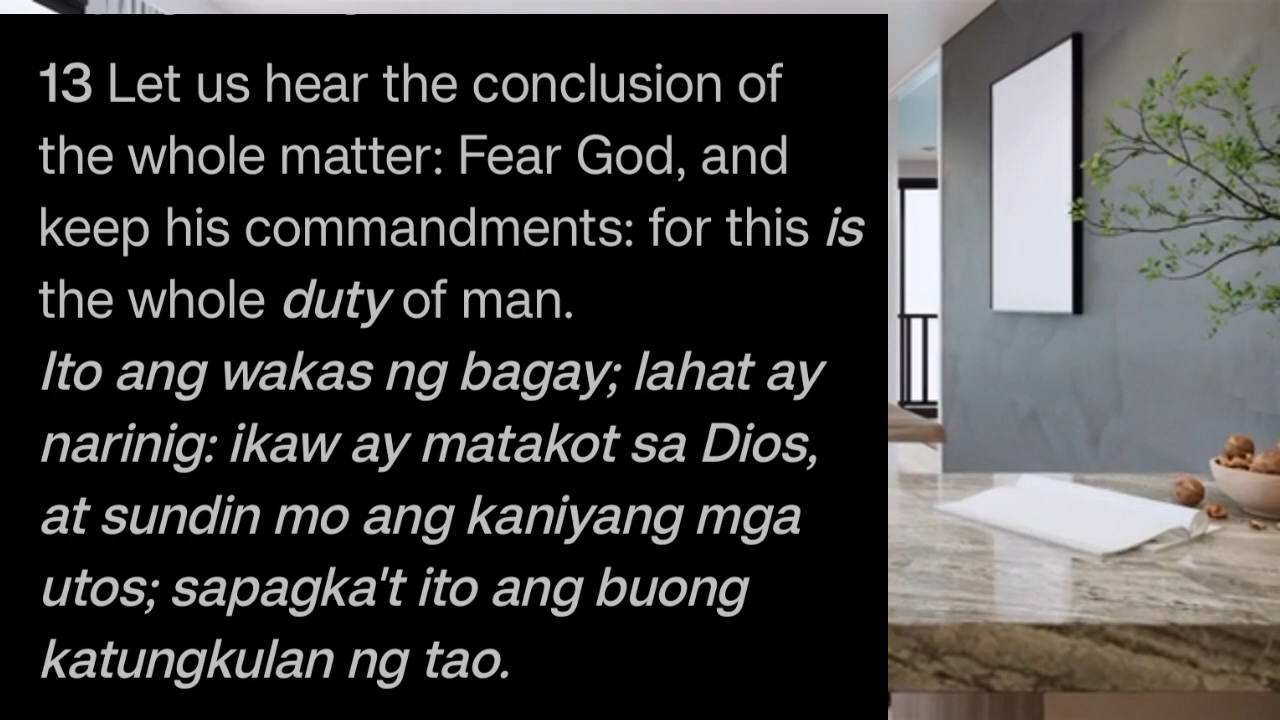 13 Let us hear the conclusion of
the whole matter: Fear God, and
keep his commandments: for this is
the whole duty of man.
Ito ang wakas ng bagay; lahat ay
narinig: ikaw ay matakot sa Dios,
at sundin mo ang kaniyang mga
utos; sapagka't ito ang buong
katungkulan ng tao.